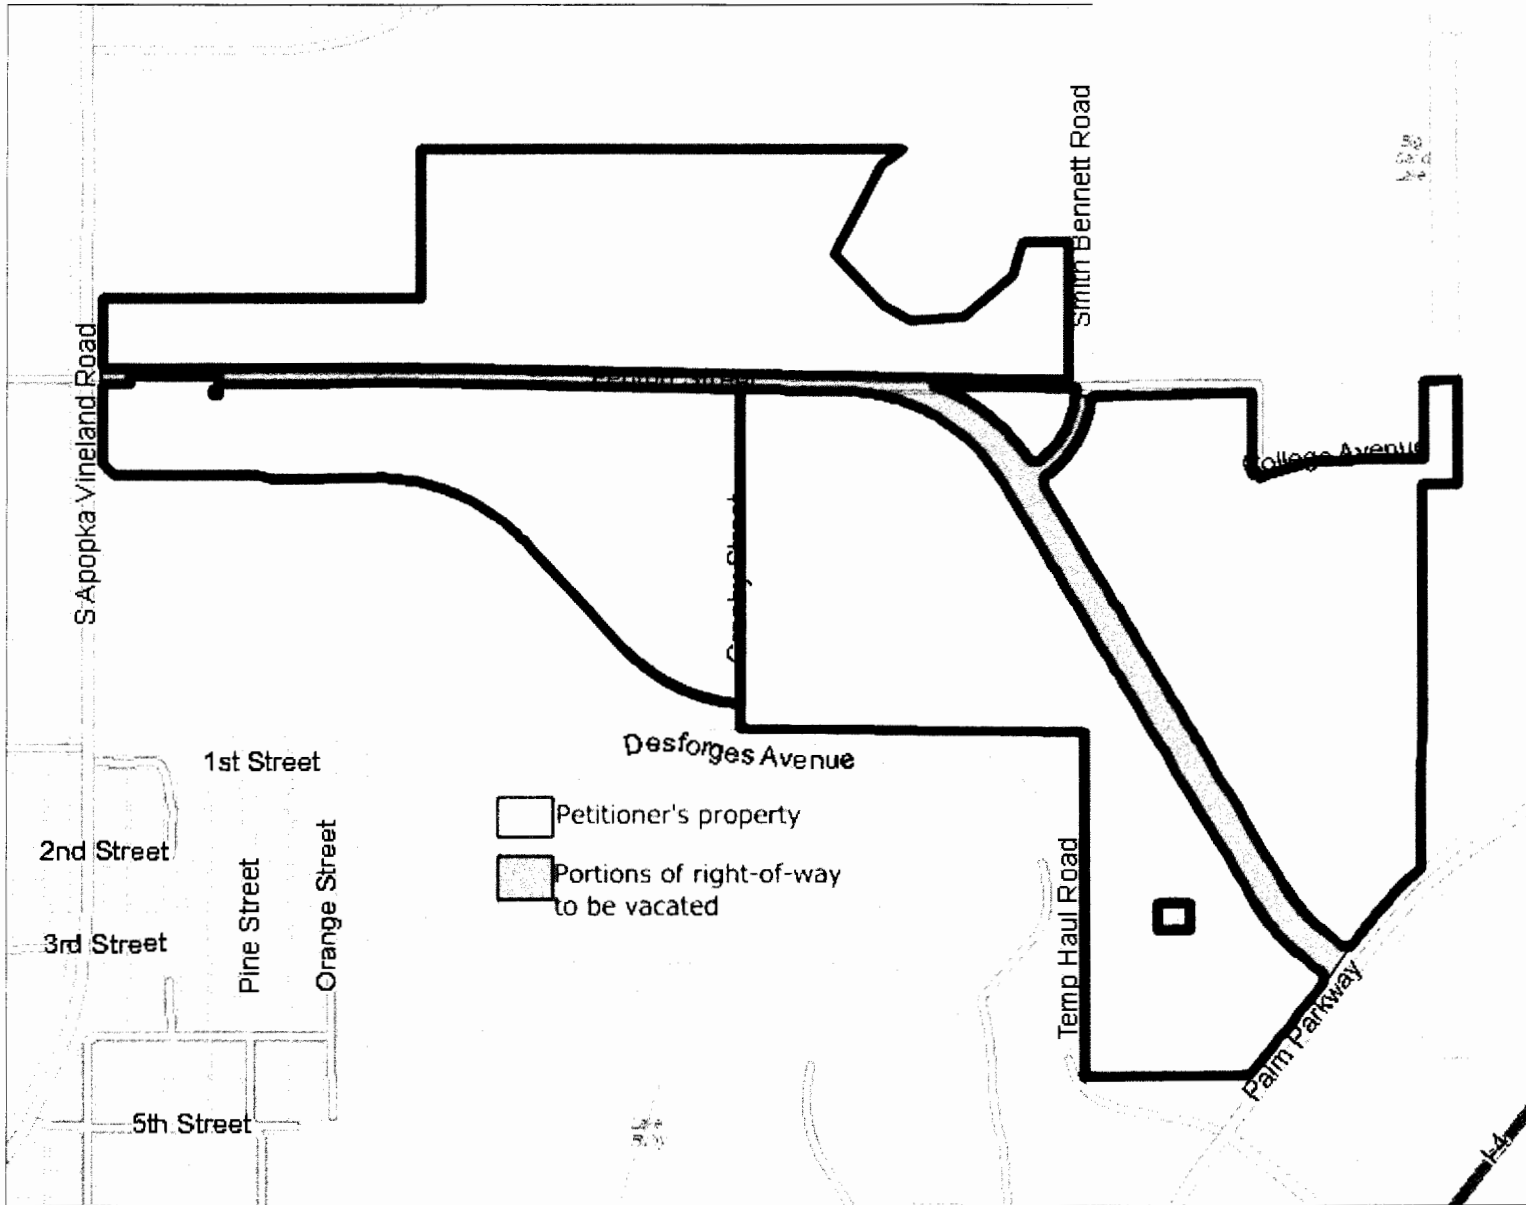 Smith Bennett Road
S Apopka Vineland Road
College Avenue
Desforges Avenue
1st Street
Petitioner's property
2nd Street
Portions of right-of-way
to be vacated
Pine Street
Orange Street
Temp Haul Road
3rd Street
Palm Parkway
5th Street
I-4